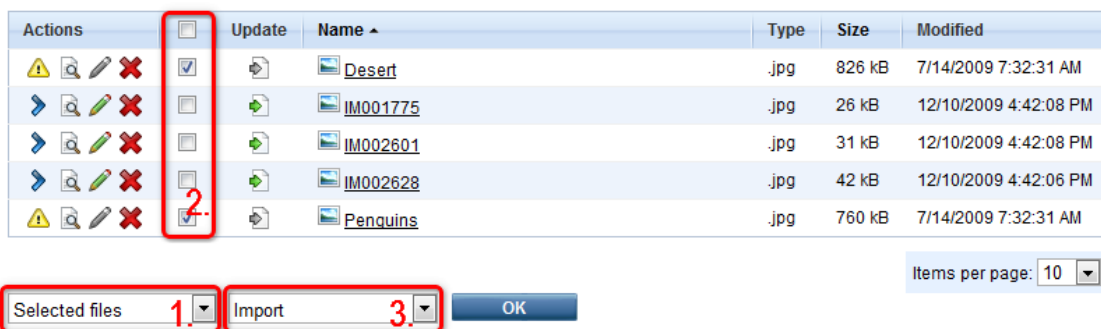 Actions Update Name Type Size Modified
Desert .jpg 826 kB 7/14/2009 7:32:31 AM
IM001775 .jpg 26 kB 12/10/2009 4:42:08 PM
IM002601 .jpg 31 kB 12/10/2009 4:42:08 PM
IM002628 .jpg 42 kB 12/10/2009 4:42:06 PM
2.
Penguins .jpg 760 kB 7/14/2009 7:32:31 AM
Items per page: 10
Selected files 1. Import 3. OK